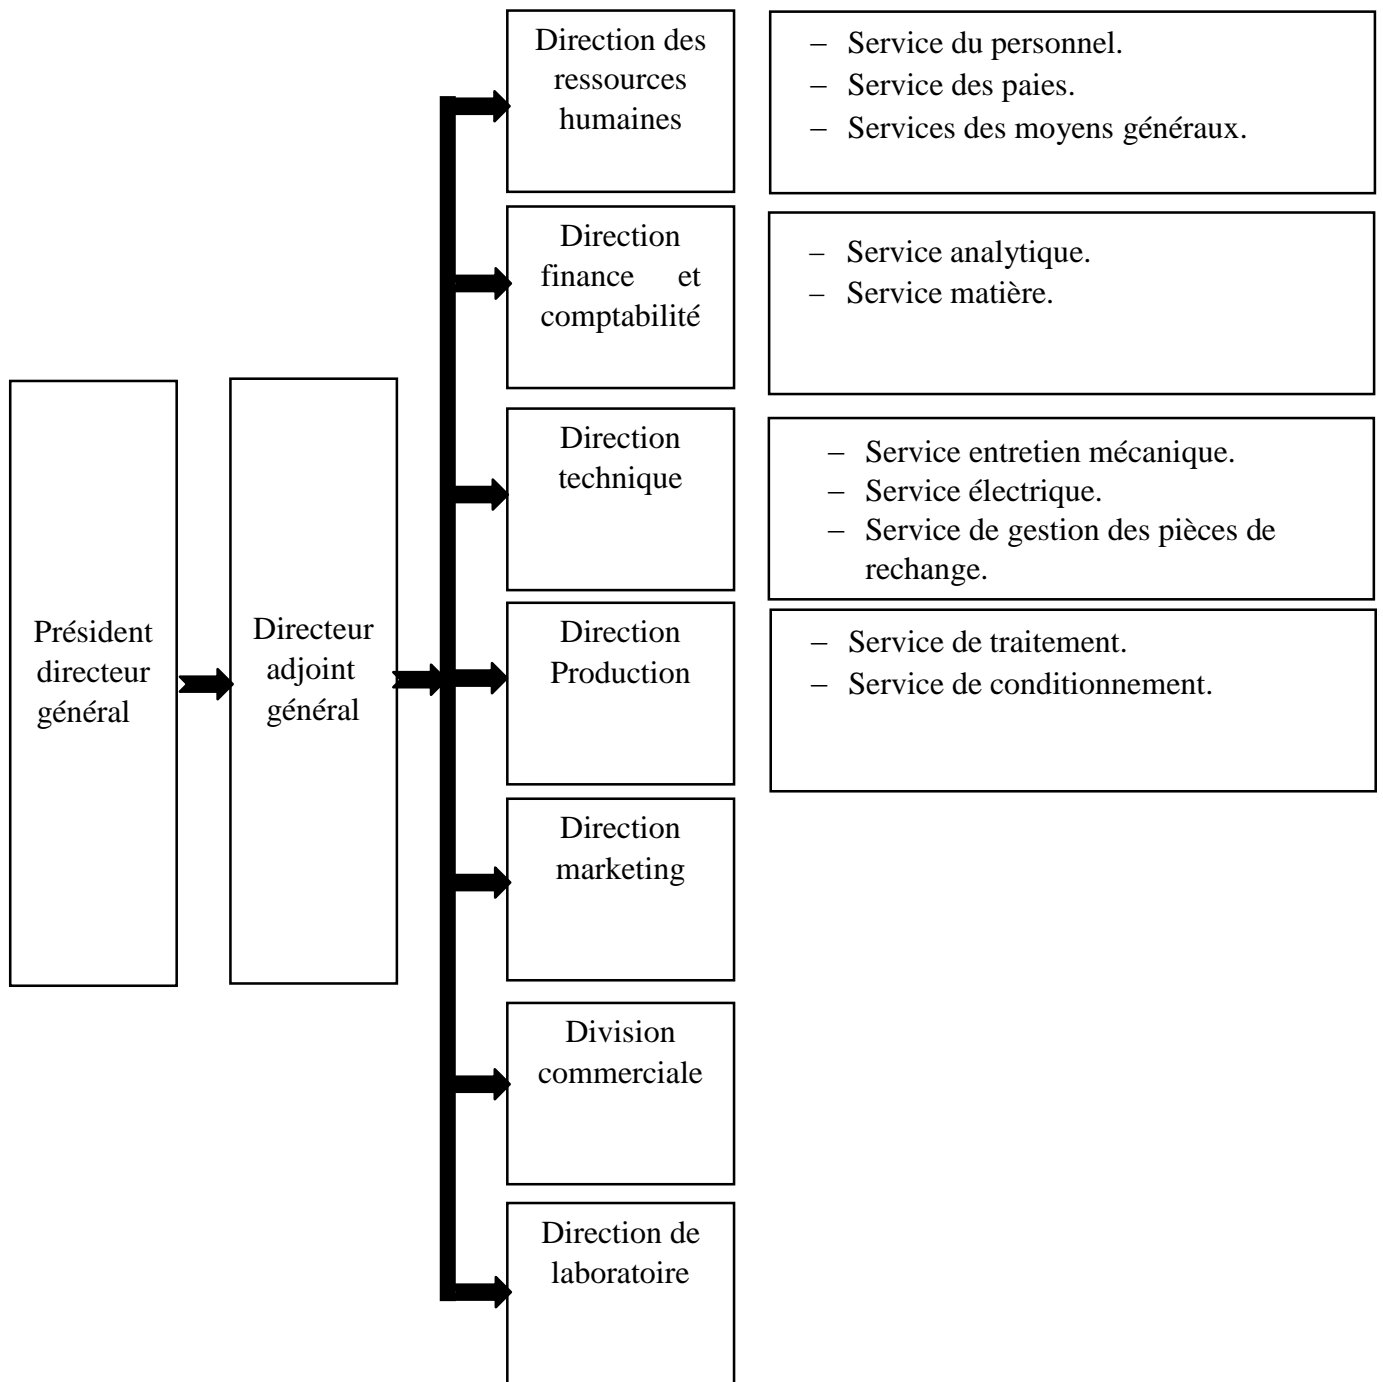 Direction des
ressources
humaines
– Service du personnel.
– Service des paies.
– Services des moyens généraux.
Direction
finance et
comptabilité
– Service analytique.
– Service matière.
Direction
technique
– Service entretien mécanique.
– Service électrique.
– Service de gestion des pièces de
rechange.
Président
directeur
général
Directeur
adjoint
général
Direction
Production
– Service de traitement.
– Service de conditionnement.
Direction
marketing
Division
commerciale
Direction de
laboratoire